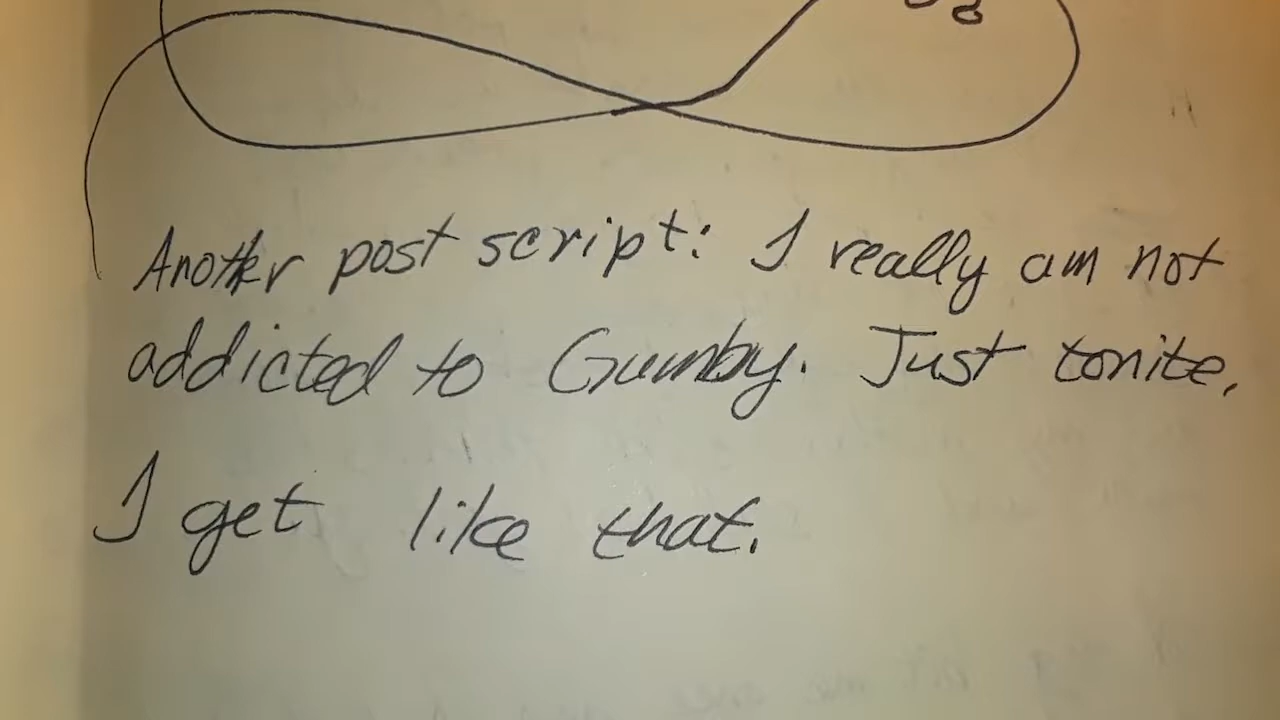 Another post script: I really am not
addicted to Gumby. Just tonite.
I get like that.